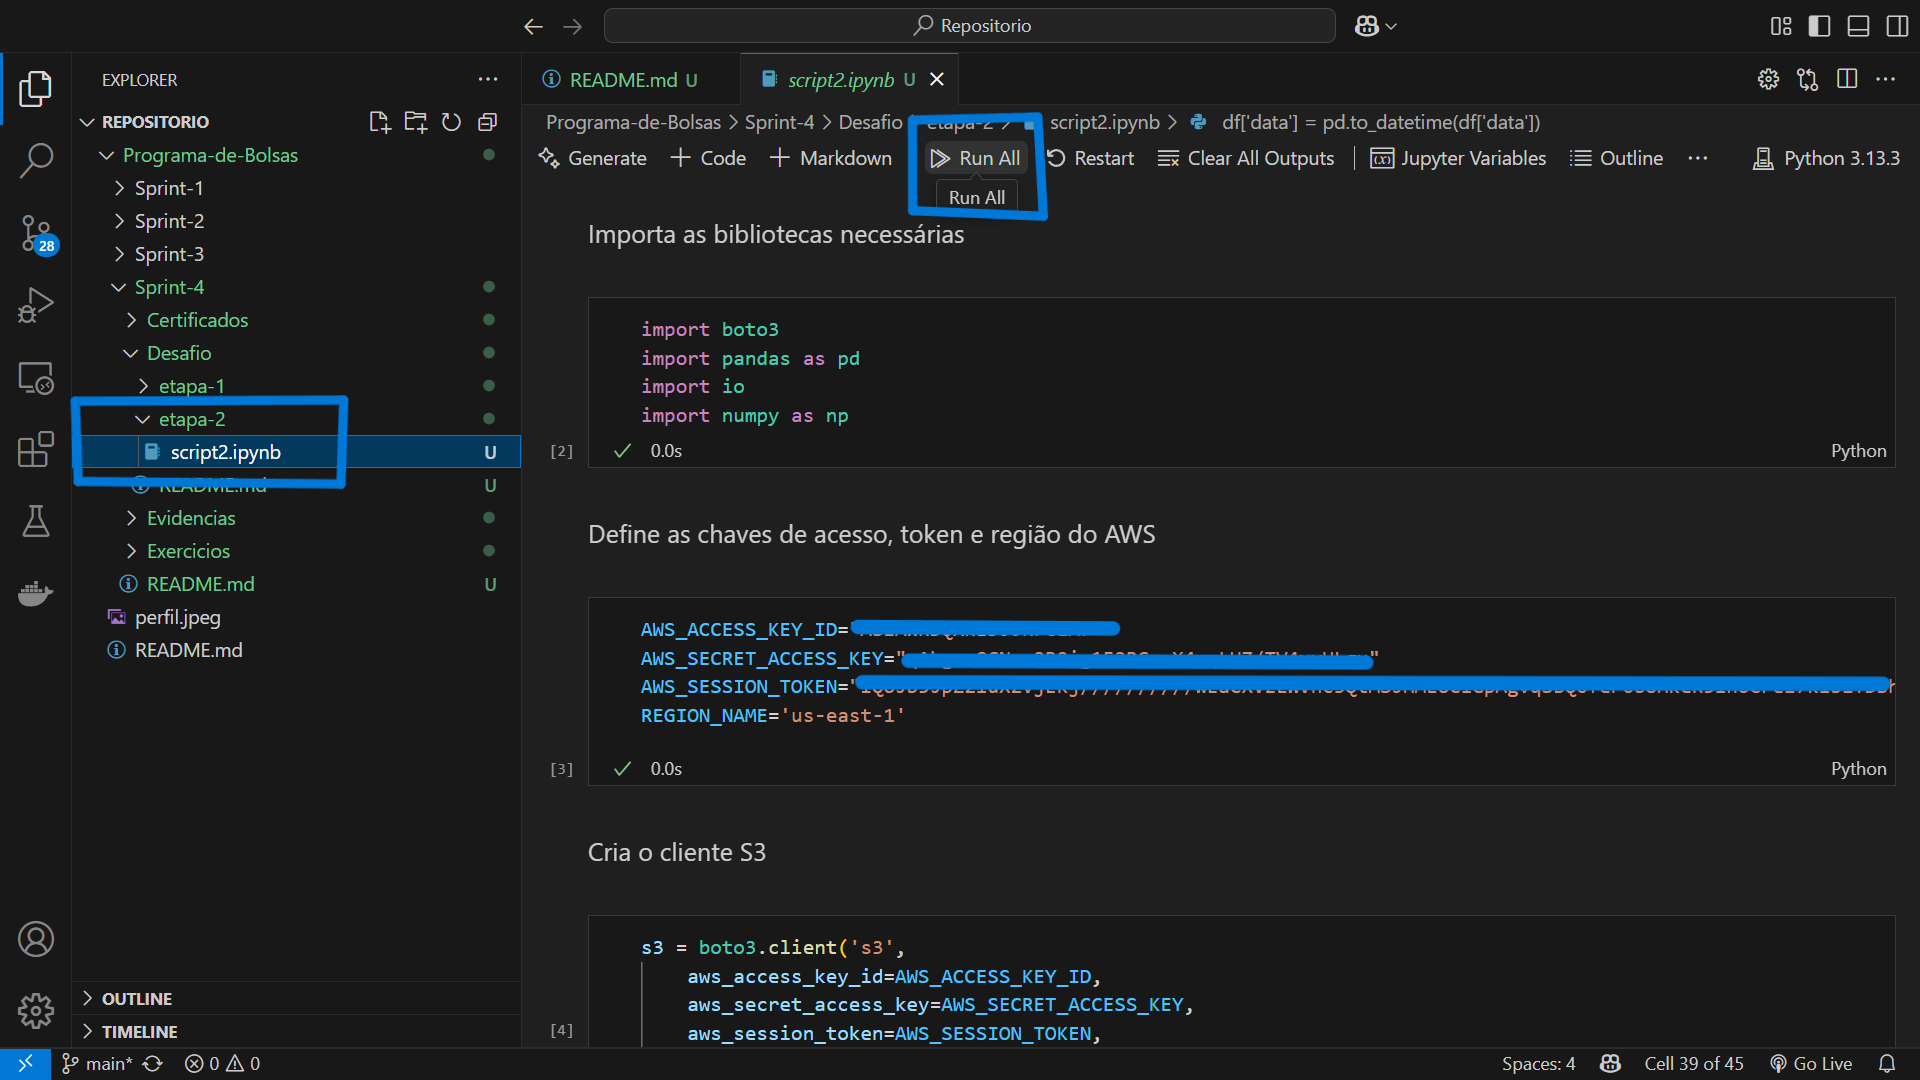 Repositorio
EXPLORER
REPOSITORIO
Programa-de-Bolsas
Sprint-1
Sprint-2
Sprint-3
Sprint-4
Certificados
Desafio
etapa-1
etapa-2
script2.ipynb U
README.md U
Evidencias
Exercicios
README.md U
perfil.jpeg
README.md
OUTLINE
TIMELINE
28
README.md U
script2.ipynb U
Programa-de-Bolsas > Sprint-4 > Desafio > etapa-2 > script2.ipynb > df['data'] = pd.to_datetime(df['data'])
Generate + Code + Markdown Run All Restart Clear All Outputs Jupyter Variables Outline ... Python 3.13.3
Run All
Importa as bibliotecas necessárias
import boto3
import pandas as pd
import io
import numpy as np
[2] 0.0s Python
Define as chaves de acesso, token e região do AWS
AWS_ACCESS_KEY_ID=
AWS_SECRET_ACCESS_KEY="
AWS_SESSION_TOKEN=
REGION_NAME='us-east-1'
[3] 0.0s Python
Cria o cliente S3
s3 = boto3.client('s3',
aws_access_key_id=AWS_ACCESS_KEY_ID,
aws_secret_access_key=AWS_SECRET_ACCESS_KEY,
aws_session_token=AWS_SESSION_TOKEN,
[4]
main* 0 0 Spaces: 4 Cell 39 of 45 Go Live